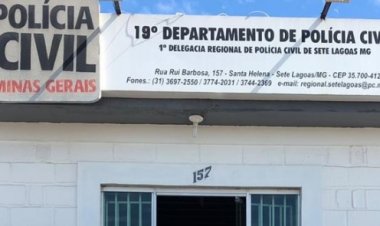 POLÍCIA
CIVIL
MINAS GERAIS
19º DEPARTAMENTO DE POLÍCIA CIV
1ª DELEGACIA REGIONAL DE POLÍCIA CIVIL DE SETE LAGOAS MG
Rua Rui Barbosa, 157 - Santa Helena - Sete Lagoas/MG - CEP 35.700-412
Fones.: (31) 3697-2550 / 3774-2031 / 3744-2369 e-mail: regional.setelagoas@pc.m
157